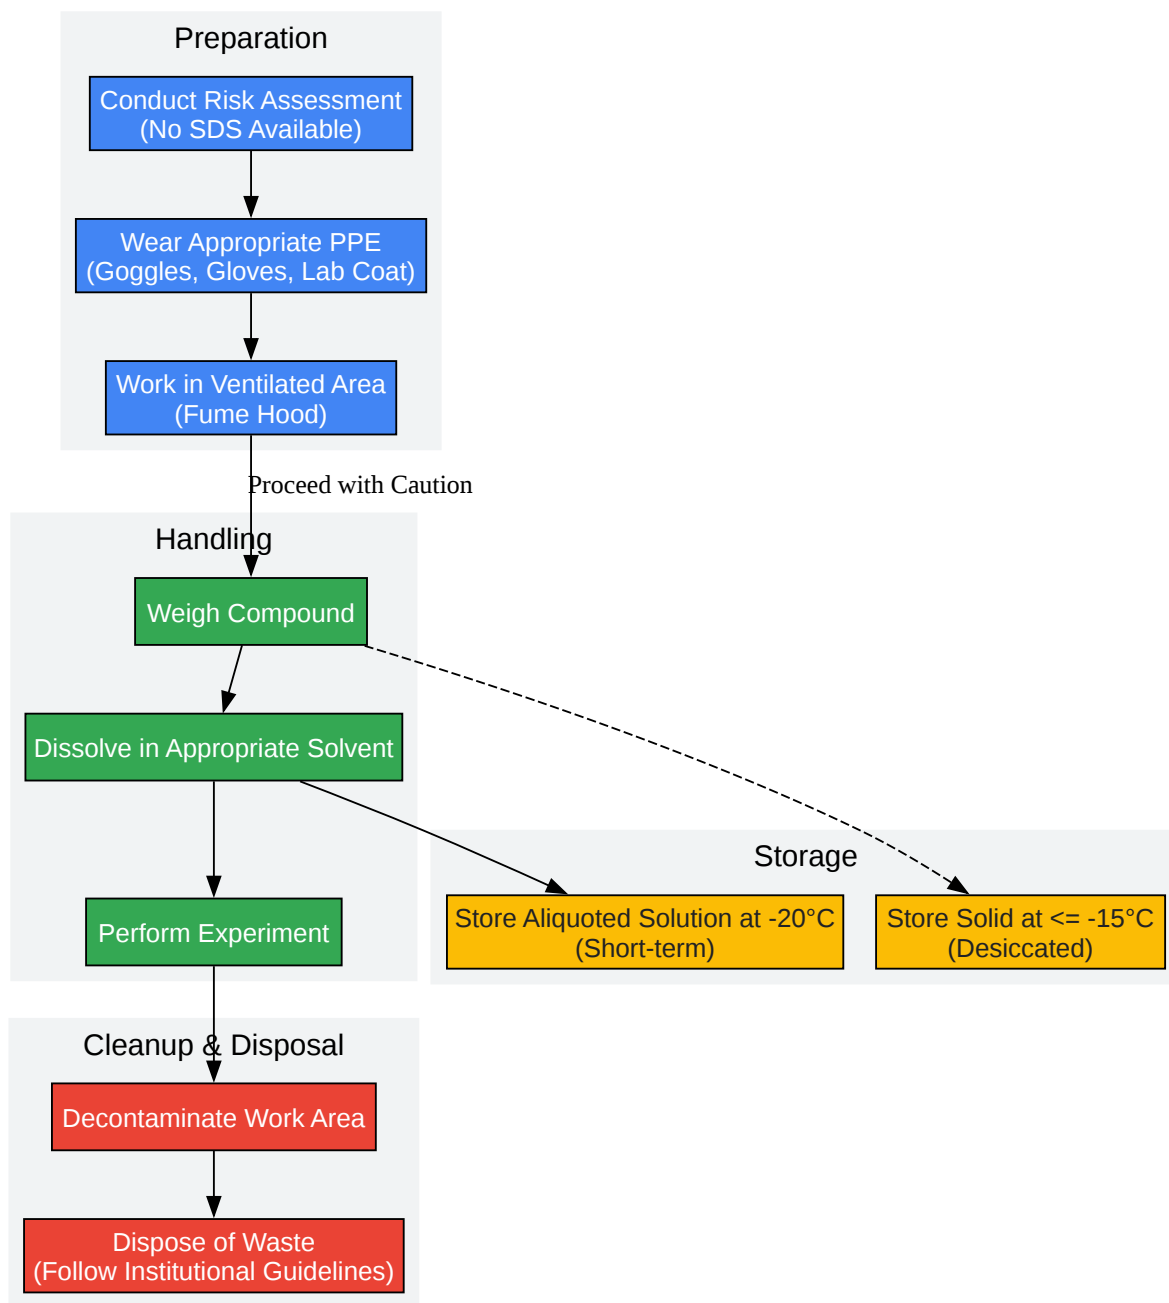 Preparation
Conduct Risk Assessment
(No SDS Available)
Wear Appropriate PPE
(Goggles, Gloves, Lab Coat)
Work in Ventilated Area
(Fume Hood)
Proceed with Caution
Handling
Weigh Compound
Dissolve in Appropriate Solvent
Perform Experiment
Storage
Store Aliquoted Solution at -20°C
(Short-term)
Store Solid at <= -15°C
(Desiccated)
Cleanup & Disposal
Decontaminate Work Area
Dispose of Waste
(Follow Institutional Guidelines)